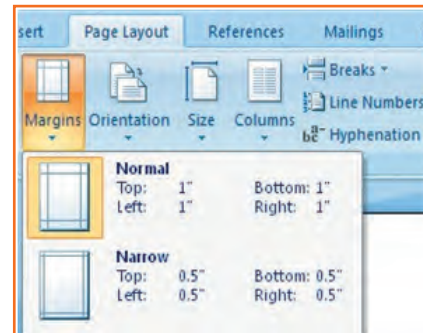 sert Page Layout References Mailings
Margins Orientation Size Columns
Breaks
Line Numbers
Hyphenation
Normal
Top: 1" Bottom: 1"
Left: 1" Right: 1"
Narrow
Top: 0.5" Bottom: 0.5"
Left: 0.5" Right: 0.5"